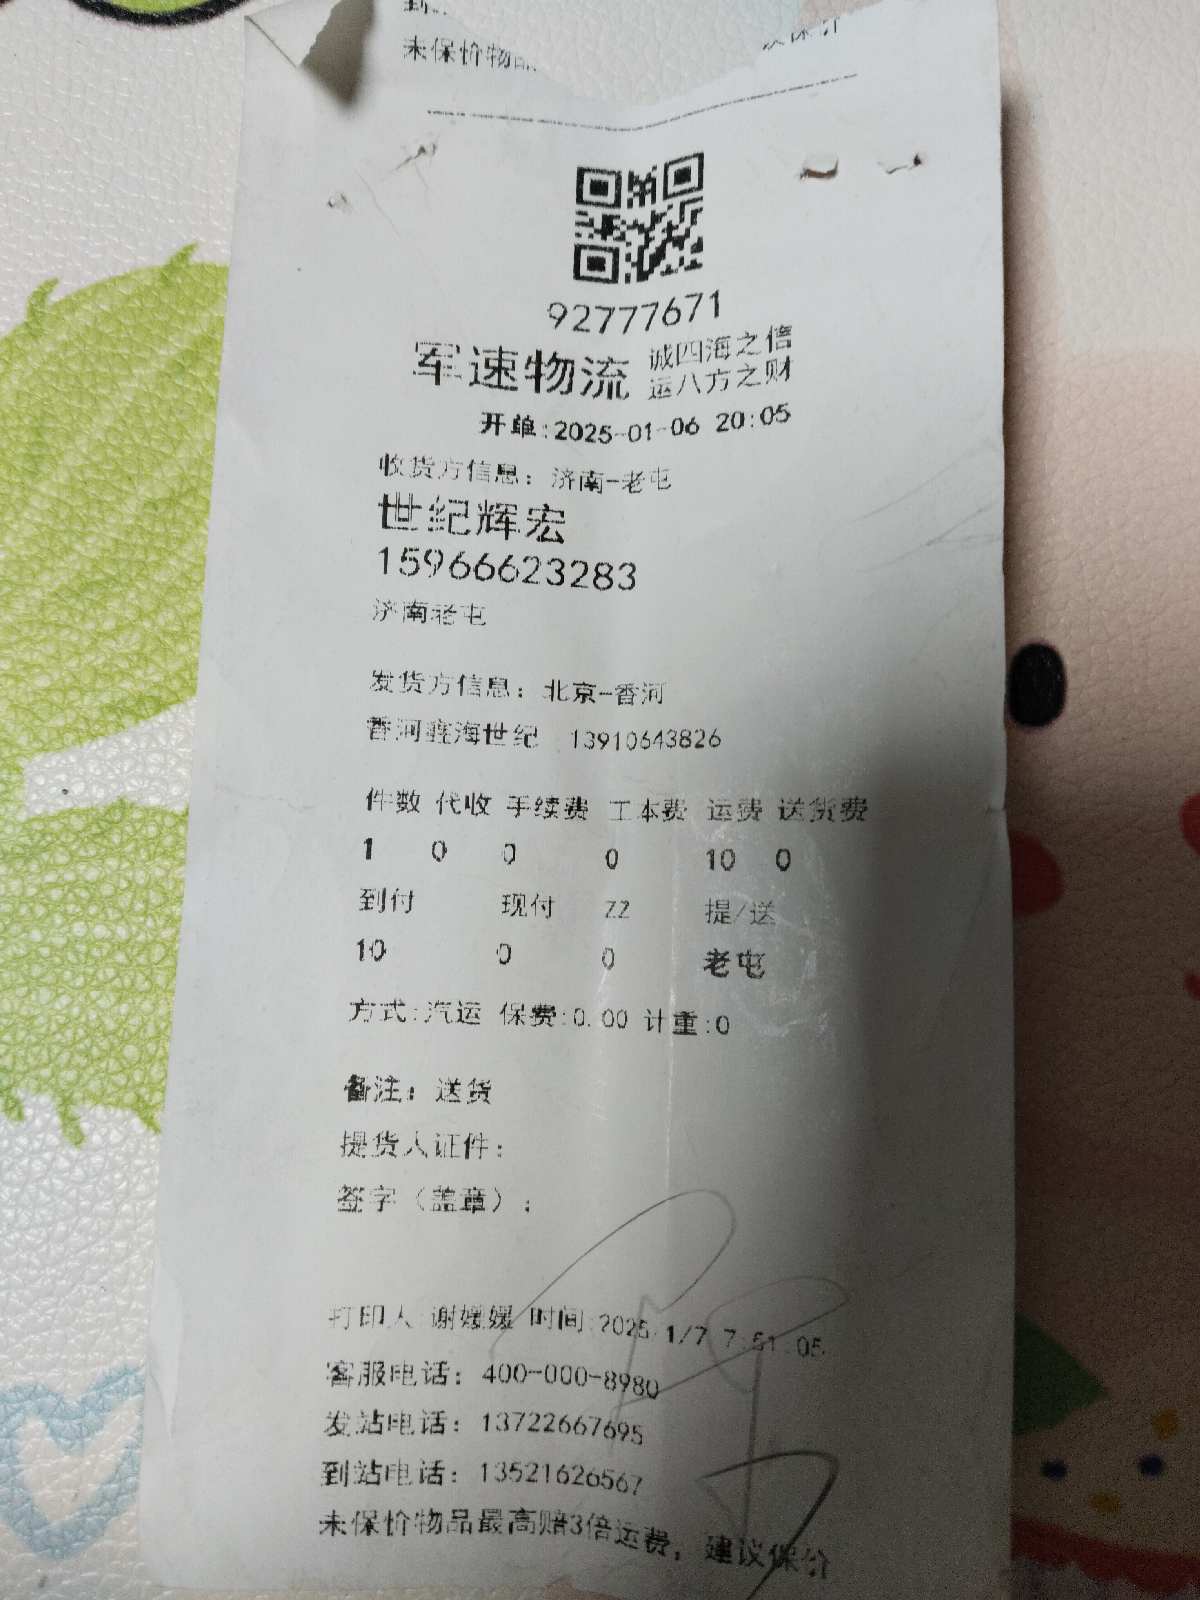 未保价物品
92777671
军速物流 诚四海之信
运八方之财
开单:2025-01-06 20:05
收货方信息：济南-老屯
世纪辉宏
15966623283
济南老屯
发货方信息：北京-香河
香河鑫海世纪 13910643826
件数 代收 手续费 工本费 运费 送货费
1 0 0 0 10 0
到付 现付 ZZ 提/送
10 0 0 老屯
方式:汽运 保费:0.00 计重:0
备注：送货
提货人证件：
签字（盖章）：
打印人:谢媛媛 时间:2025/1/7 7:51:05
客服电话：400-000-8980
发站电话：13722667695
到站电话：13521626567
未保价物品最高赔3倍运费，建议保价